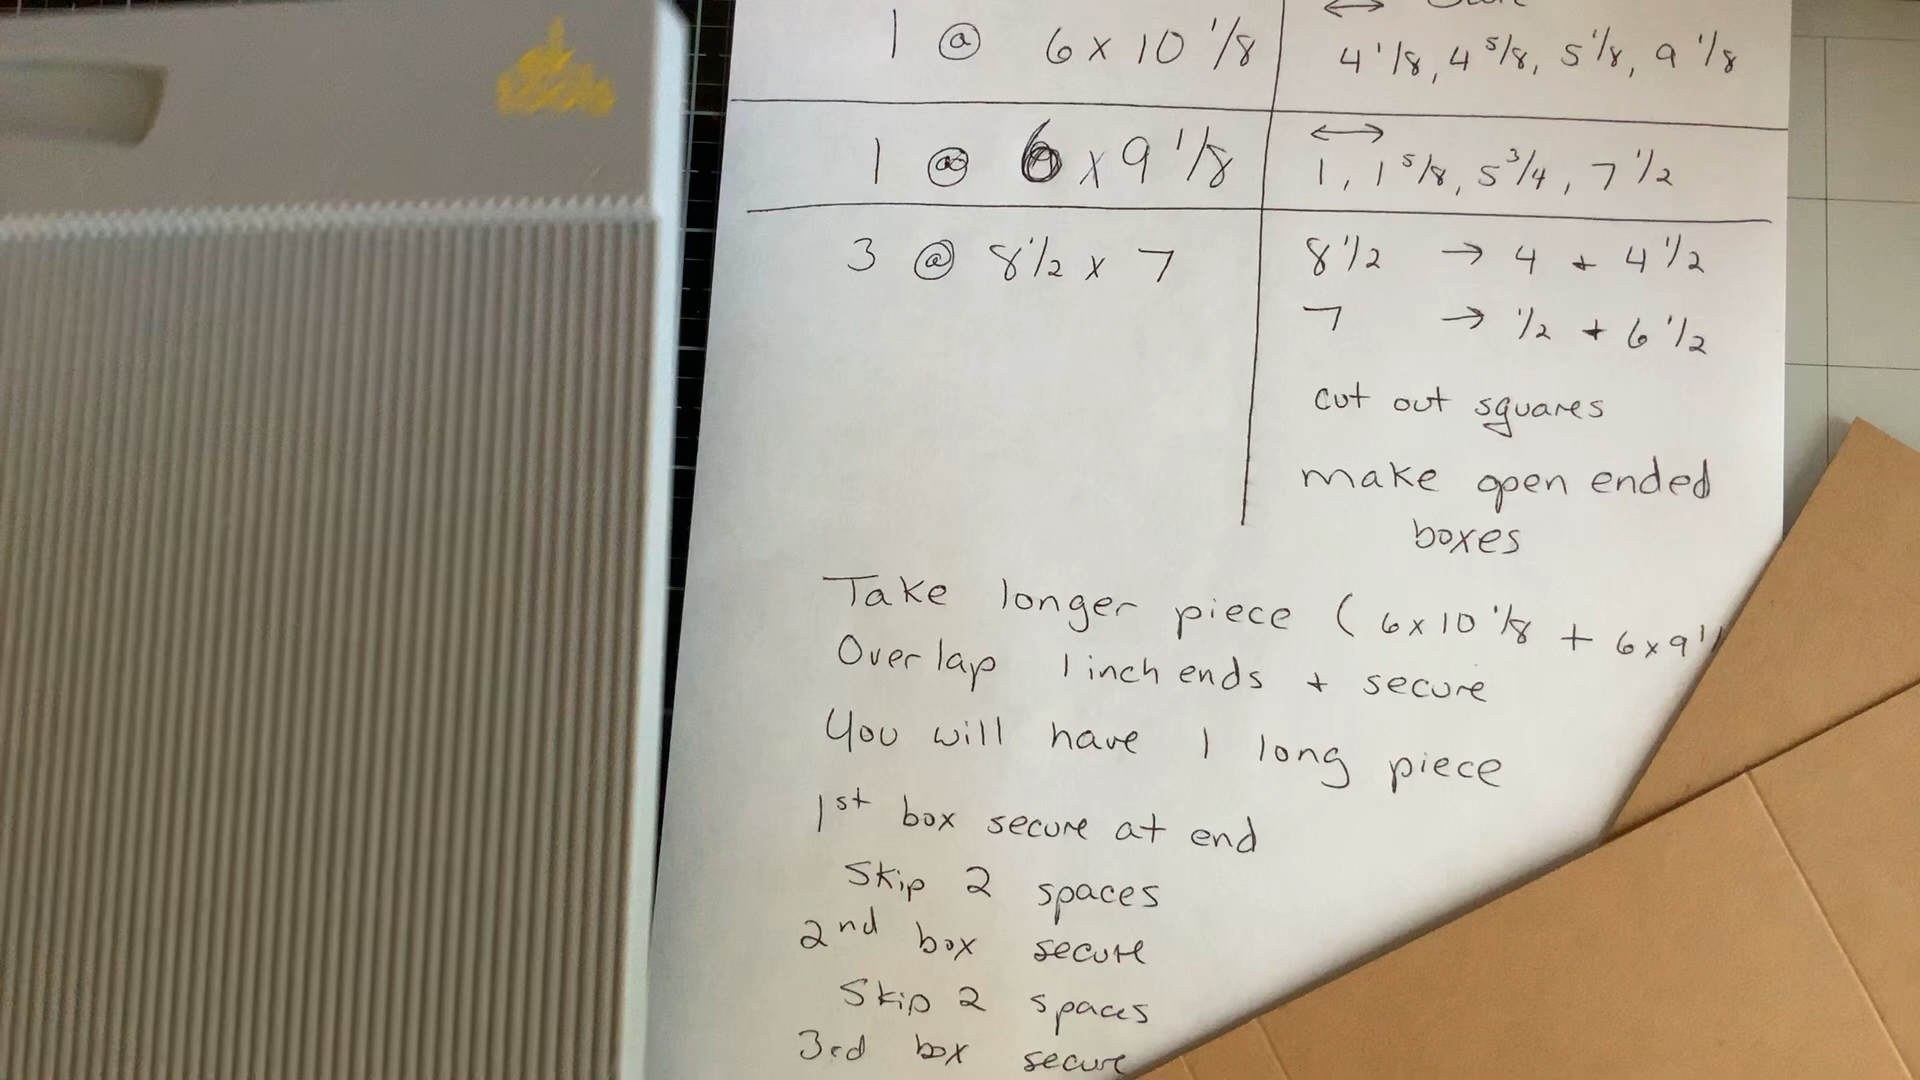 1 @ 6 x 10 1/8
4 1/8, 4 5/8, 5 1/8, 9 1/8
1 @ 6 x 9 1/8
1, 1 5/8, 5 3/4, 7 1/2
3 @ 8 1/2 x 7
8 1/2 → 4 + 4 1/2
7 → 1/2 + 6 1/2
cut out squares
make open ended
boxes
Take longer piece (6x10 1/8 + 6x9
Overlap 1 inch ends + secure
You will have 1 long piece
1st box secure at end
Skip 2 spaces
2nd box secure
Skip 2 spaces
3rd box secure